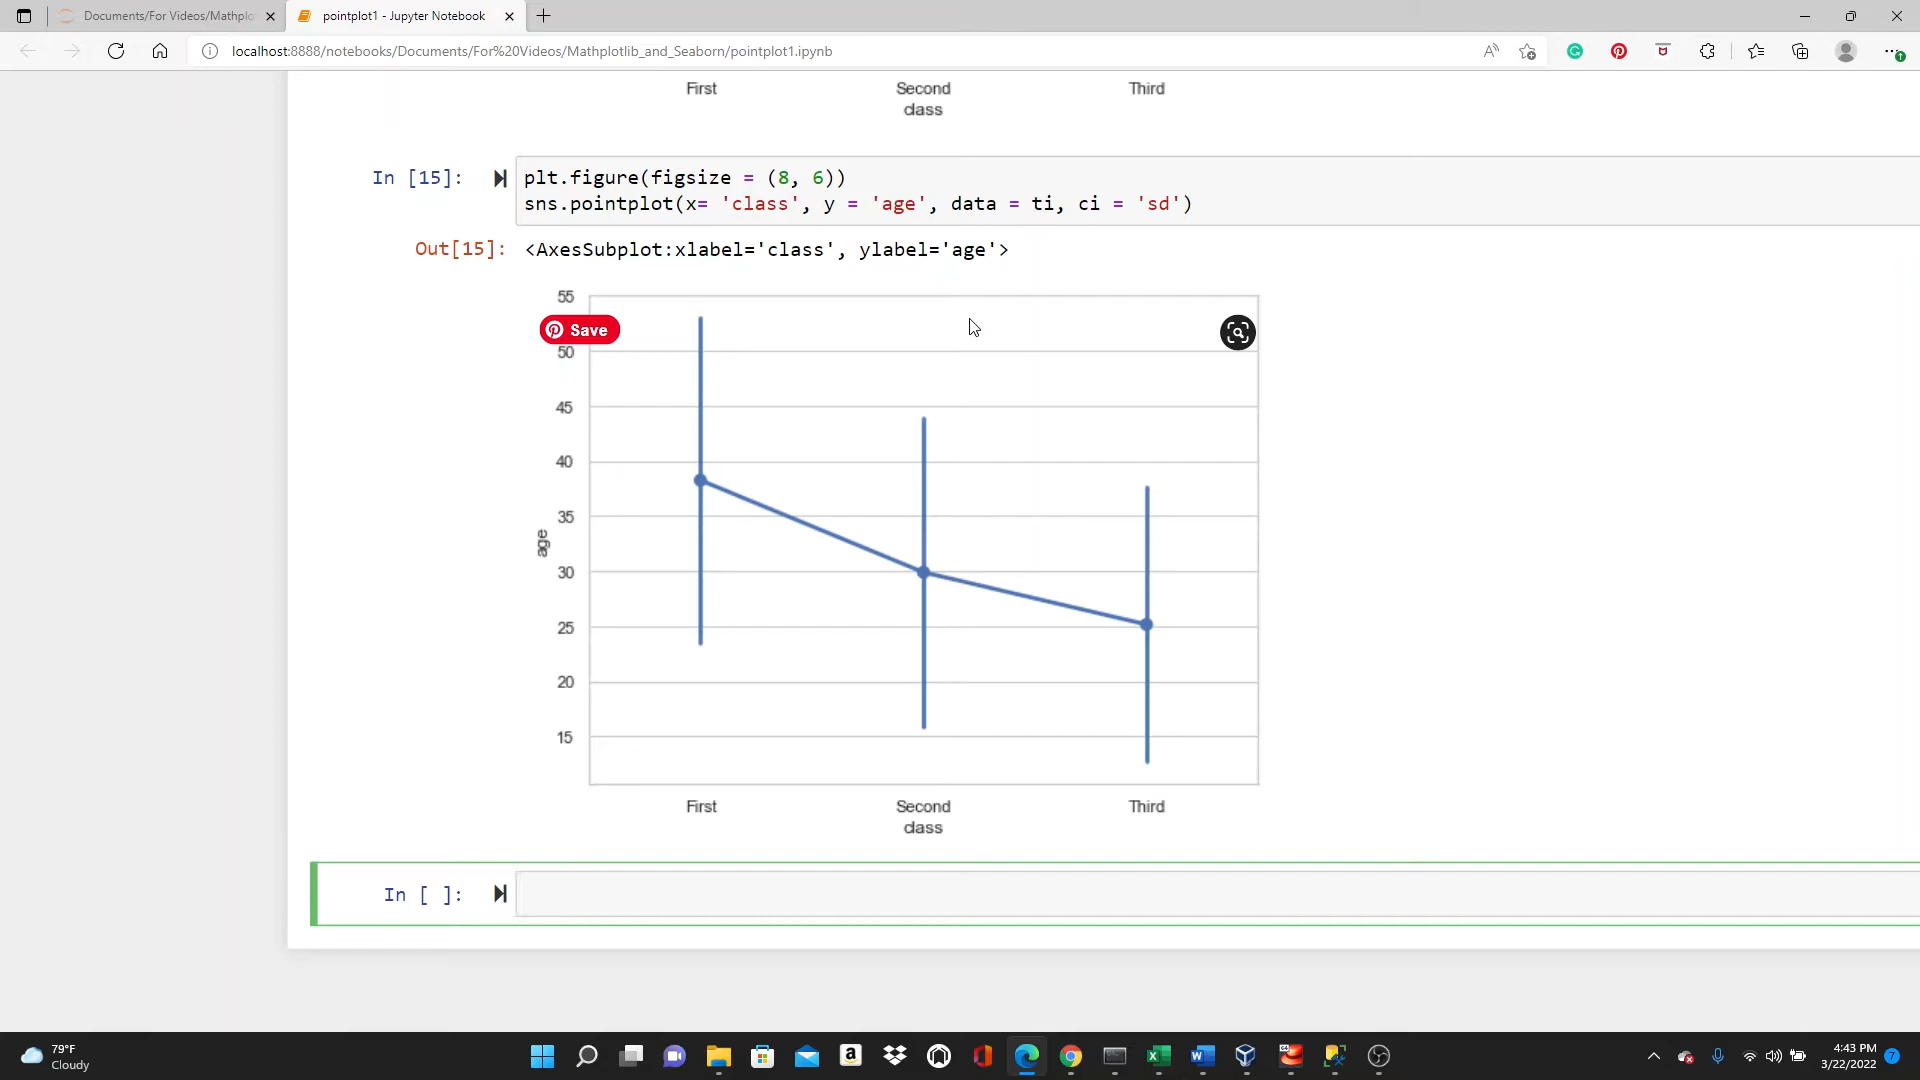 Documents/For Videos/Mathplo
pointplot1 - Jupyter Notebook
localhost:8888/notebooks/Documents/For%20Videos/Mathplotlib_and_Seaborn/pointplot1.ipynb
First Second Third
class
In [15]: plt.figure(figsize = (8, 6))
sns.pointplot(x= 'class', y = 'age', data = ti, ci = 'sd')
Out[15]: <AxesSubplot:xlabel='class', ylabel='age'>
55
Save
50
45
40
35
age
30
25
20
15
First Second Third
class
In [ ]:
79°F
Cloudy
4:43 PM
3/22/2022
7